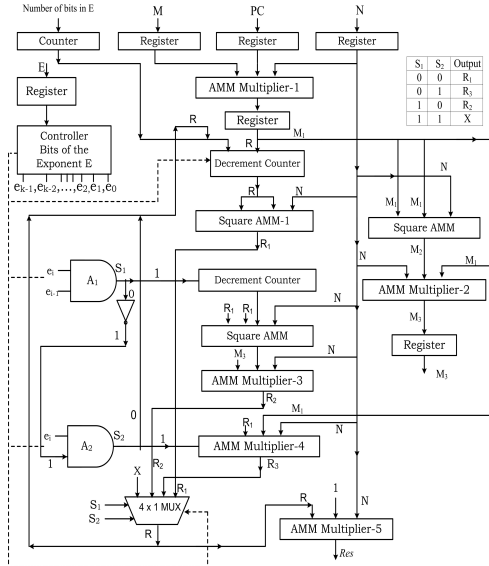 Number of bits in E
M
PC
N
Counter
Register
Register
Register
E
S₁ S₂ Output
0 0 R₁
0 1 R₃
1 0 R₂
1 1 X
Register
AMM Multiplier-1
Register
R
M₁
Controller
Bits of the
Exponent E
R
Decrement Counter
eₖ₋₁,eₖ₋₂,...,e₂,e₁,e₀
R
N
N
M₁
M₁
Square AMM-1
Square AMM
R₁
M₂
N
M₁
eᵢ
eᵢ₋₁
A₁
S₁
1
0
Decrement Counter
AMM Multiplier-2
R₁
R₁
N
M₃
1
Square AMM
Register
M₃
N
M₃
AMM Multiplier-3
R₂
0
M₁
eᵢ
1
A₂
S₂
1
R₁
N
AMM Multiplier-4
R₂
R₃
X
R₁
S₁
S₂
4 x 1 MUX
R
R
1
N
AMM Multiplier-5
Res